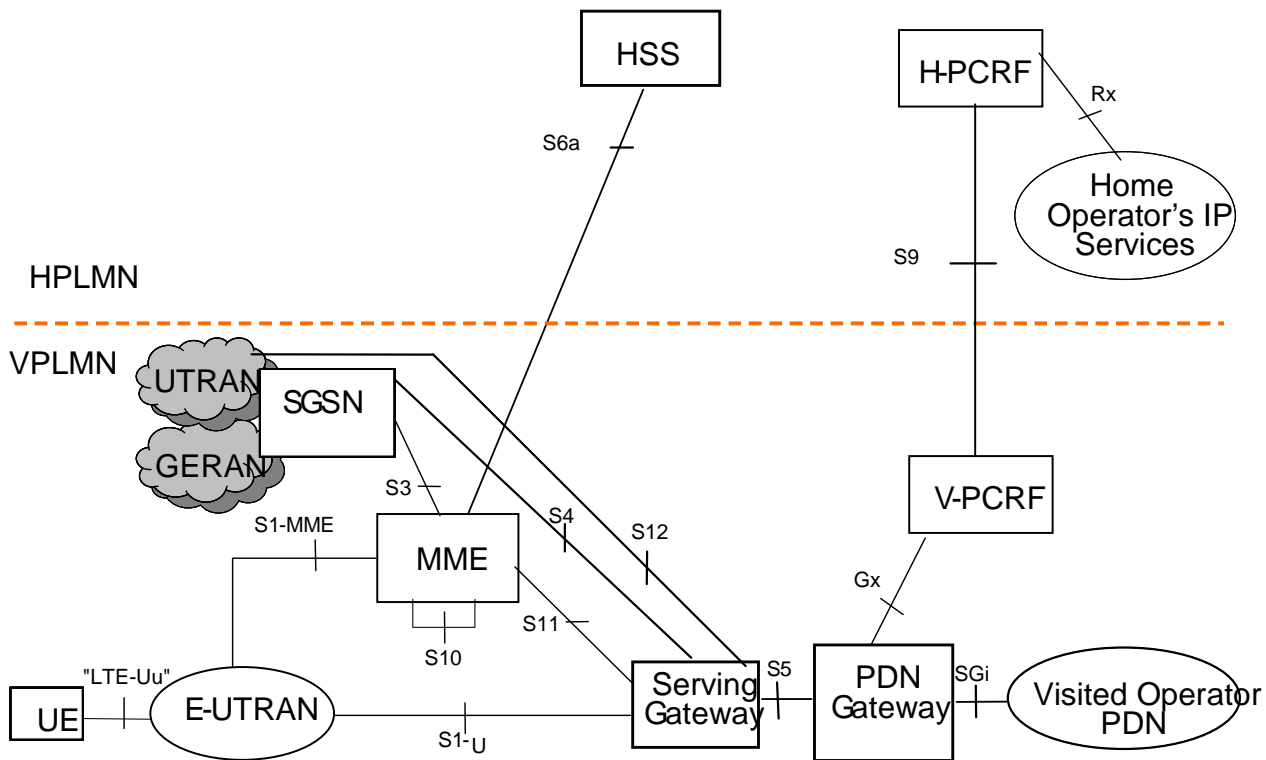 HSS
H-PCRF
Rx
S6a
Home
Operator's IP
Services
S9
HPLMN
VPLMN
UTRAN
SGSN
GERAN
S3
V-PCRF
S1-MME
S4
S12
MME
Gx
S11
S10
"LTE-Uu"
S5
PDN
Gateway
SGi
Serving
Gateway
UE
E-UTRAN
Visited Operator
PDN
S1-U